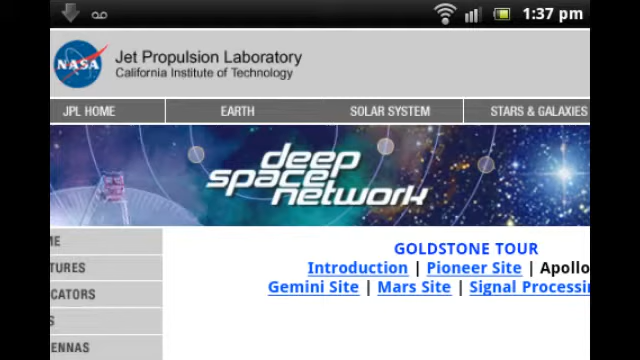 1:37 pm
NASA
Jet Propulsion Laboratory
California Institute of Technology
JPL HOME EARTH SOLAR SYSTEM STARS & GALAXIES
deep
space
network
ME
TURES
ICATORS
S
ENNAS
GOLDSTONE TOUR
Introduction | Pioneer Site | Apollo
Gemini Site | Mars Site | Signal Processin